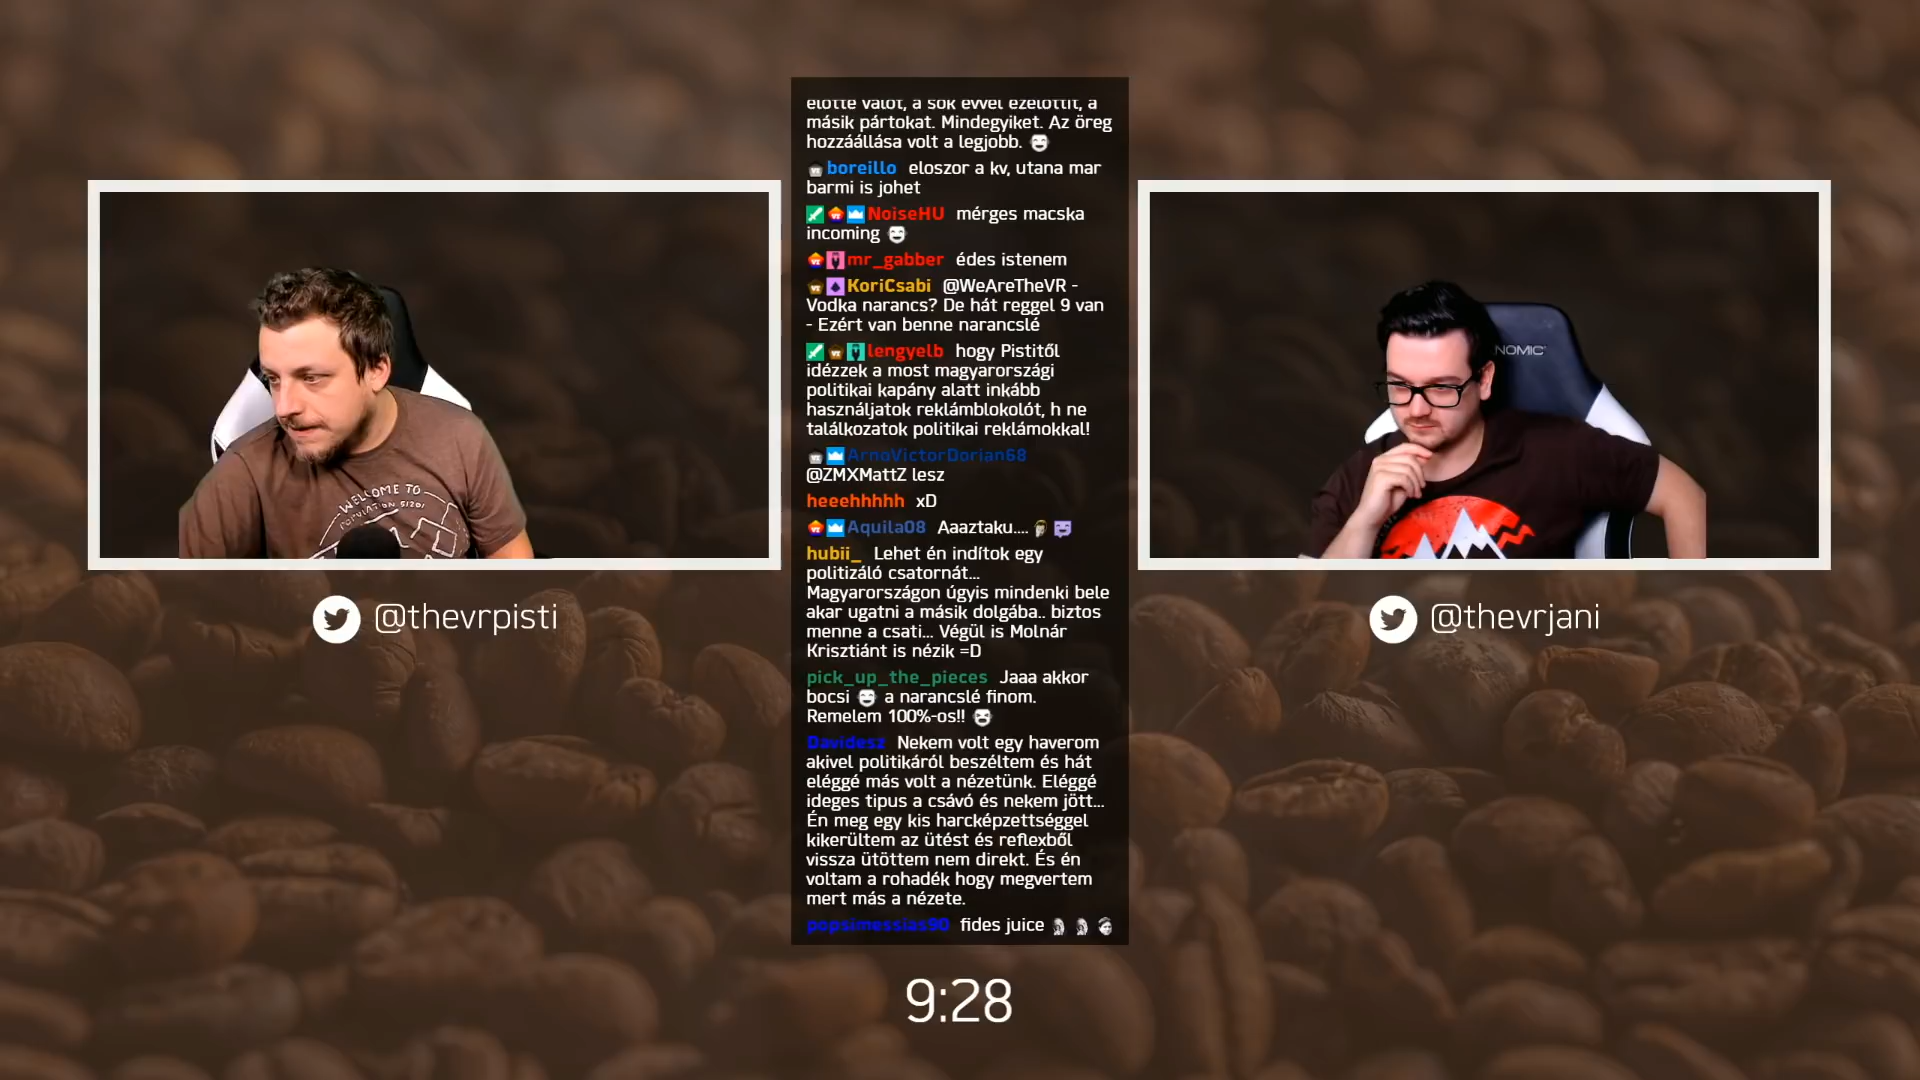 előtte valót, a sok évvel ezelőttit, a
másik pártokat. Mindegyiket. Az öreg
hozzáállása volt a legjobb.
boreillo eloszor a kv, utana mar
barmi is johet
NoiseHU mérges macska
incoming
mr_gabber édes istenem
KoriCsabi @WeAreTheVR -
Vodka narancs? De hát reggel 9 van
- Ezért van benne narancslé
lengyelb hogy Pistitől
idézzek a most magyarországi
politikai kapány alatt inkább
használjatok reklámblokolót, h ne
találkozatok politikai reklámokkal!
ArnoVictorDorian68
@ZMXMattZ lesz
heeehhhhh xD
Aquila08 Aaaztaku....
hubii_ Lehet én indítok egy
politizáló csatornát...
Magyarországon úgyis mindenki bele
akar ugatni a másik dolgába.. biztos
menne a csati... Végül is Molnár
Krisztiánt is nézik =D
pick_up_the_pieces Jaaa akkor
bocsi a narancslé finom.
Remelem 100%-os!!
Davidesz Nekem volt egy haverom
akivel politikáról beszéltem és hát
eléggé más volt a nézetünk. Eléggé
ideges tipus a csávó és nekem jött...
Én meg egy kis harcképzettséggel
kikerültem az ütést és reflexből
vissza ütöttem nem direkt. És én
voltam a rohadék hogy megvertem
mert más a nézete.
popsimessias90 fides juice
WELCOME TO
POPULATION 51201
@thevrpisti
NOMIC
@thevrjani
9:28